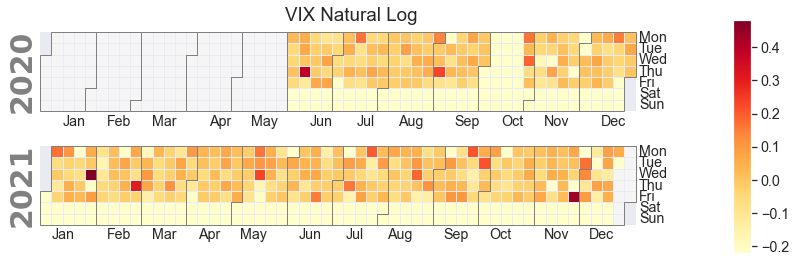 VIX Natural Log
2020
Mon
Tue
Wed
Thu
Fri
Sat
Sun
Jan Feb Mar Apr May Jun Jul Aug Sep Oct Nov Dec
2021
Mon
Tue
Wed
Thu
Fri
Sat
Sun
Jan Feb Mar Apr May Jun Jul Aug Sep Oct Nov Dec
0.4
0.3
0.2
0.1
0.0
−0.1
−0.2